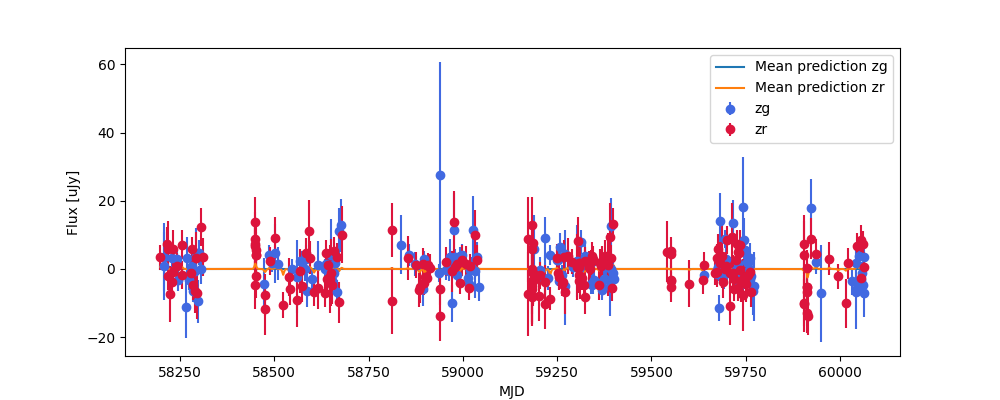 60
40
20
0
−20
Flux [uJy]
58250 58500 58750 59000 59250 59500 59750 60000
MJD
Mean prediction zg
Mean prediction zr
zg
zr